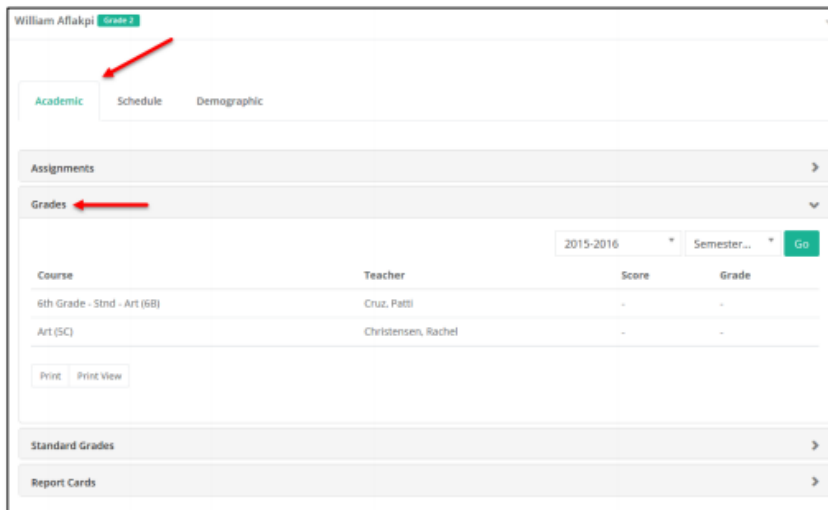 William Aflakpi Grade 2
Academic Schedule Demographic
Assignments
Grades
2015-2016 Semester... Go
Course Teacher Score Grade
6th Grade - Stnd - Art (6B) Cruz, Patti - -
Art (5C) Christensen, Rachel - -
Print Print View
Standard Grades
Report Cards